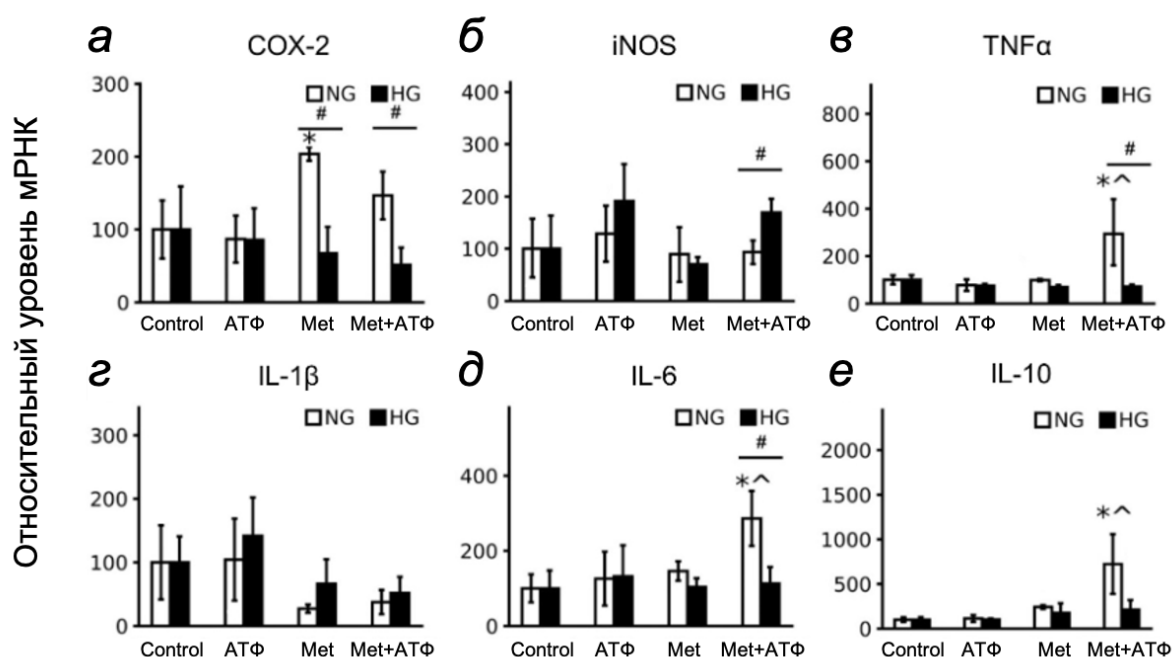 Относительный уровень мРНК
а COX-2
NG HG
300
200
100
0
#
#
*
Control АТФ Met Met+АТФ
б iNOS
NG HG
400
300
200
100
0
#
Control АТФ Met Met+АТФ
в TNFα
NG HG
800
600
400
200
0
#
*^
Control АТФ Met Met+АТФ
г IL-1β
NG HG
300
200
100
0
Control АТФ Met Met+АТФ
д IL-6
NG HG
400
200
0
#
*^
Control АТФ Met Met+АТФ
е IL-10
NG HG
2000
1500
1000
500
0
*^
Control АТФ Met Met+АТФ